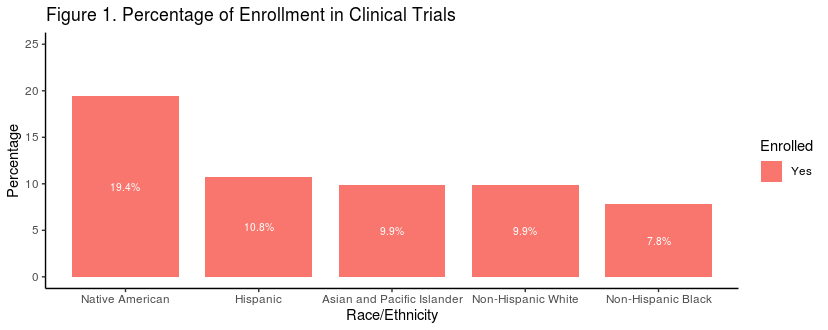 Figure 1. Percentage of Enrollment in Clinical Trials
25
20
15
10
5
0
Percentage
19.4%
10.8%
9.9%
9.9%
7.8%
Native American
Hispanic
Asian and Pacific Islander
Non-Hispanic White
Non-Hispanic Black
Race/Ethnicity
Enrolled
Yes